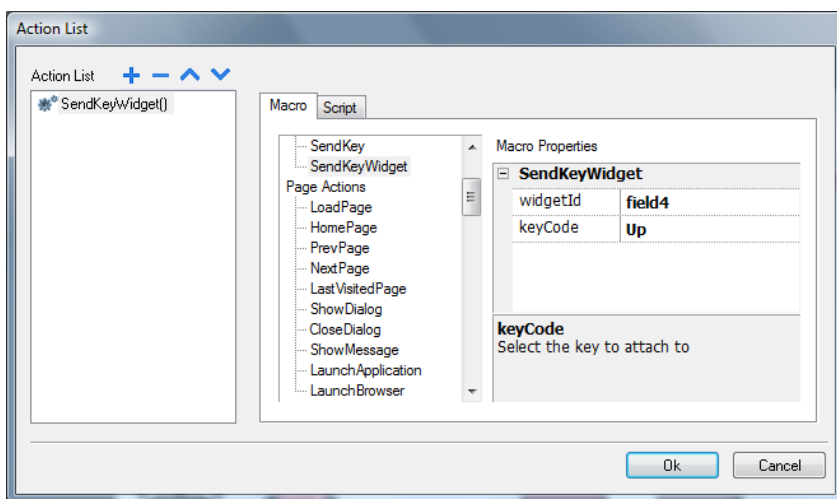 Action List
Action List
SendKeyWidget()
Macro Script
SendKey
SendKeyWidget
Page Actions
LoadPage
HomePage
PrevPage
NextPage
LastVisitedPage
ShowDialog
CloseDialog
ShowMessage
LaunchApplication
LaunchBrowser
Macro Properties
SendKeyWidget
widgetId field4
keyCode Up
keyCode
Select the key to attach to
Ok Cancel